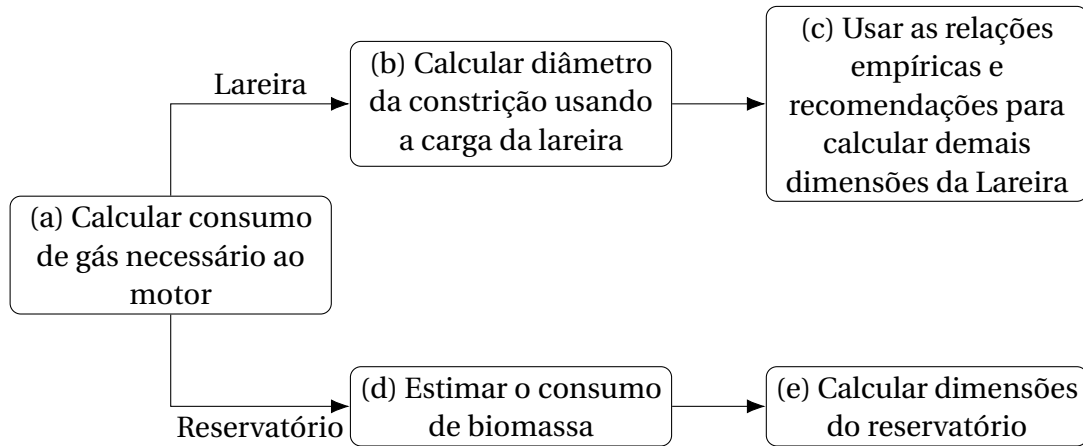 (c) Usar as relações
empíricas e
recomendações para
calcular demais
dimensões da Lareira
(b) Calcular diâmetro
da constrição usando
a carga da lareira
Lareira
(a) Calcular consumo
de gás necessário ao
motor
Reservatório
(d) Estimar o consumo
de biomassa
(e) Calcular dimensões
do reservatório